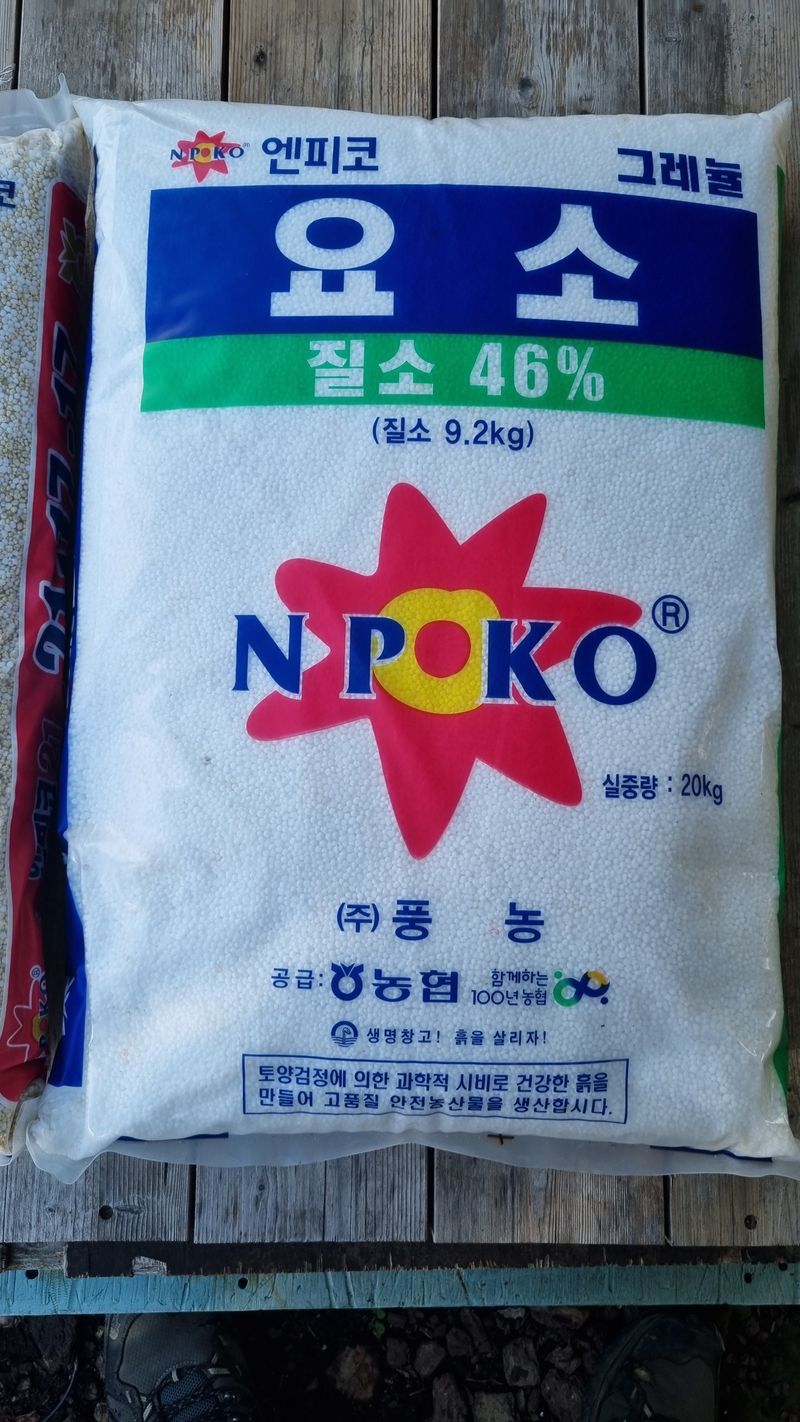 NPOKO® 엔피코
그레뉼
요소
질소 46%
(질소 9.2kg)
NPOKO®
실중량 : 20kg
(주) 풍 농
공급: 농협 함께하는 100년 농협
생명창고! 흙을 살리자!
토양검정에 의한 과학적 시비로 건강한 흙을
만들어 고품질 안전농산물을 생산합시다.
코